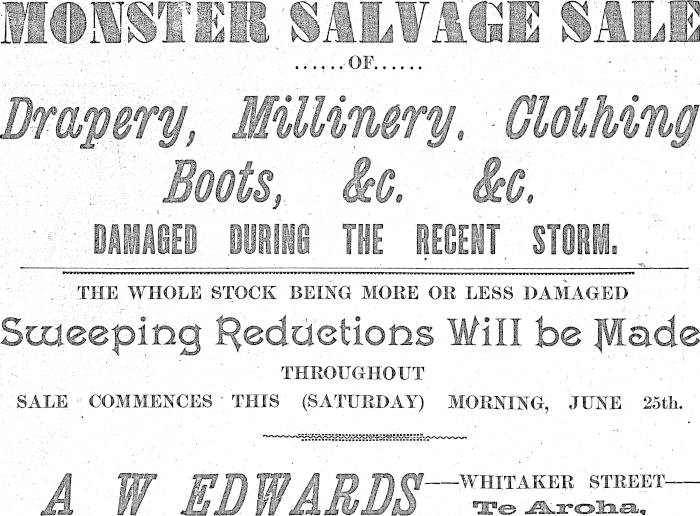 MONSTER SALVAGE SALE
......OF......
Drapery, Millinery. Clothing
Boots, &c. &c.
DAMAGED DURING THE RECENT STORM.
THE WHOLE STOCK BEING MORE OR LESS DAMAGED
Sweeping Reductions Will be Made
THROUGHOUT
SALE COMMENCES THIS (SATURDAY) MORNING, JUNE 25th.
A W EDWARDS —WHITAKER STREET—
Te Aroha,